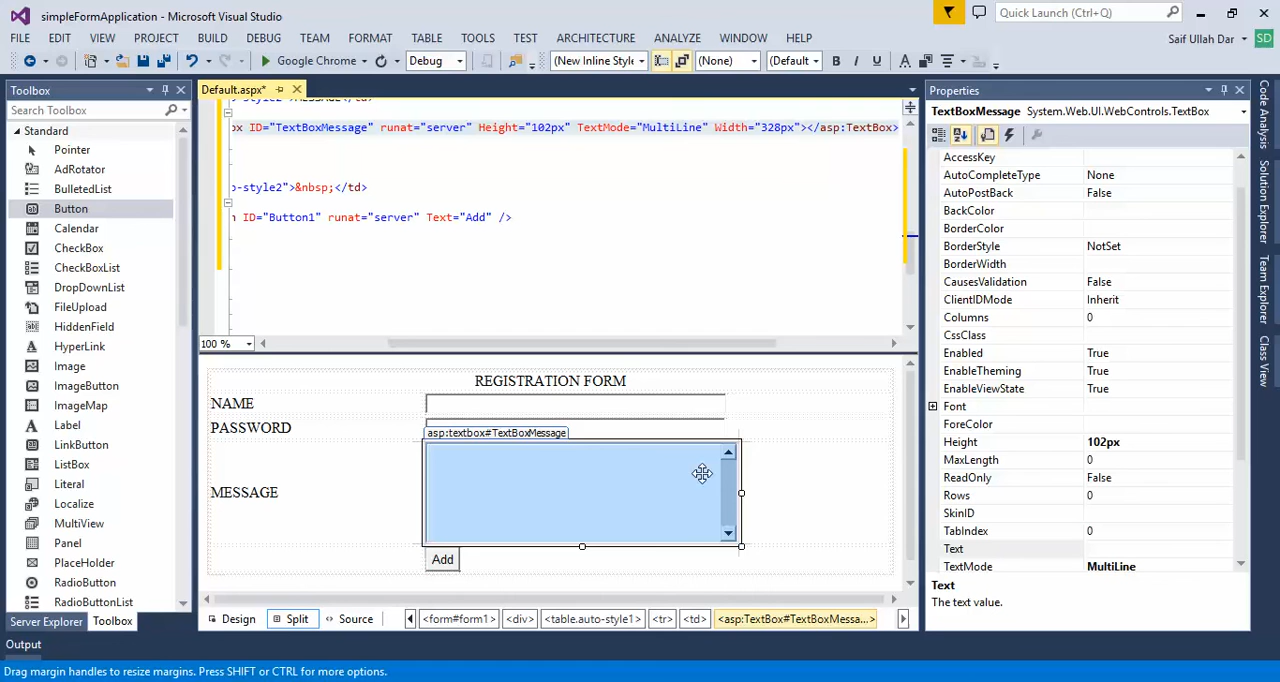 simpleFormApplication - Microsoft Visual Studio
Quick Launch (Ctrl+Q)
FILE EDIT VIEW PROJECT BUILD DEBUG TEAM FORMAT TABLE TOOLS TEST ARCHITECTURE ANALYZE WINDOW HELP
Saif Ullah Dar SD
Google Chrome Debug (New Inline Style (None) (Default B I U A
Toolbox
Search Toolbox
Standard
Pointer
AdRotator
BulletedList
Button
Calendar
CheckBox
CheckBoxList
DropDownList
FileUpload
HiddenField
HyperLink
Image
ImageButton
ImageMap
Label
LinkButton
ListBox
Literal
Localize
MultiView
Panel
PlaceHolder
RadioButton
RadioButtonList
Server Explorer Toolbox
Default.aspx*
p-style2">MESSAGE</td>
ox ID="TextBoxMessage" runat="server" Height="102px" TextMode="MultiLine" Width="328px"></asp:TextBox>
o-style2">&nbsp;</td>
n ID="Button1" runat="server" Text="Add" />
100 %
REGISTRATION FORM
NAME
PASSWORD
asp:textbox#TextBoxMessage
MESSAGE
Add
Design Split Source <form#form1> <div> <table.auto-style1> <tr> <td> <asp:TextBox#TextBoxMessa...>
Properties
TextBoxMessage System.Web.UI.WebControls.TextBox
AccessKey
AutoCompleteType None
AutoPostBack False
BackColor
BorderColor
BorderStyle NotSet
BorderWidth
CausesValidation False
ClientIDMode Inherit
Columns 0
CssClass
Enabled True
EnableTheming True
EnableViewState True
Font
ForeColor
Height 102px
MaxLength 0
ReadOnly False
Rows 0
SkinID
TabIndex 0
Text
TextMode MultiLine
Text
The text value.
Code Analysis
Solution Explorer
Team Explorer
Class View
Output
Drag margin handles to resize margins. Press SHIFT or CTRL for more options.